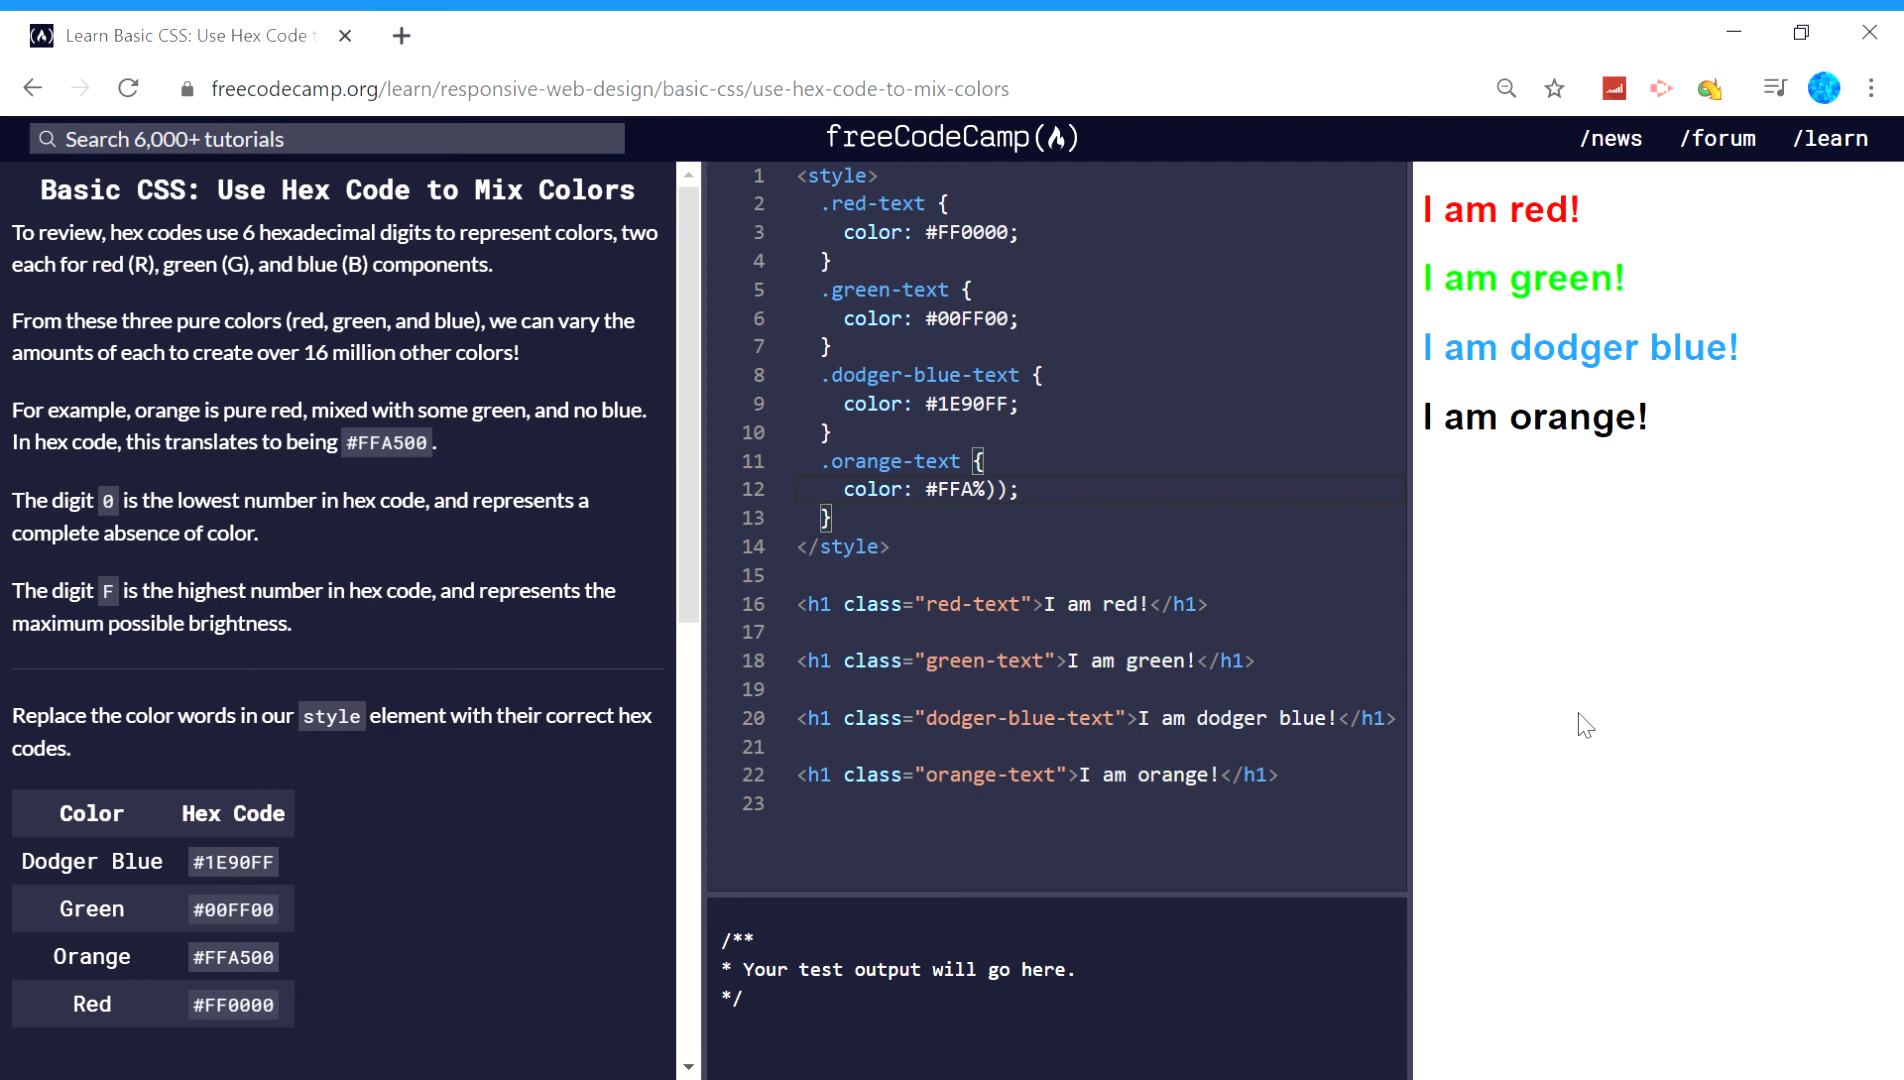 Learn Basic CSS: Use Hex Code t
freecodecamp.org/learn/responsive-web-design/basic-css/use-hex-code-to-mix-colors
Search 6,000+ tutorials
freeCodeCamp
/news /forum /learn
Basic CSS: Use Hex Code to Mix Colors
To review, hex codes use 6 hexadecimal digits to represent colors, two
each for red (R), green (G), and blue (B) components.
From these three pure colors (red, green, and blue), we can vary the
amounts of each to create over 16 million other colors!
For example, orange is pure red, mixed with some green, and no blue.
In hex code, this translates to being #FFA500.
The digit 0 is the lowest number in hex code, and represents a
complete absence of color.
The digit F is the highest number in hex code, and represents the
maximum possible brightness.
Replace the color words in our style element with their correct hex
codes.
Color Hex Code
Dodger Blue #1E90FF
Green #00FF00
Orange #FFA500
Red #FF0000
1 <style>
2 .red-text {
3 color: #FF0000;
4 }
5 .green-text {
6 color: #00FF00;
7 }
8 .dodger-blue-text {
9 color: #1E90FF;
10 }
11 .orange-text {
12 color: #FFA%));
13 }
14 </style>
15
16 <h1 class="red-text">I am red!</h1>
17
18 <h1 class="green-text">I am green!</h1>
19
20 <h1 class="dodger-blue-text">I am dodger blue!</h1>
21
22 <h1 class="orange-text">I am orange!</h1>
23
/**
* Your test output will go here.
*/
I am red!
I am green!
I am dodger blue!
I am orange!